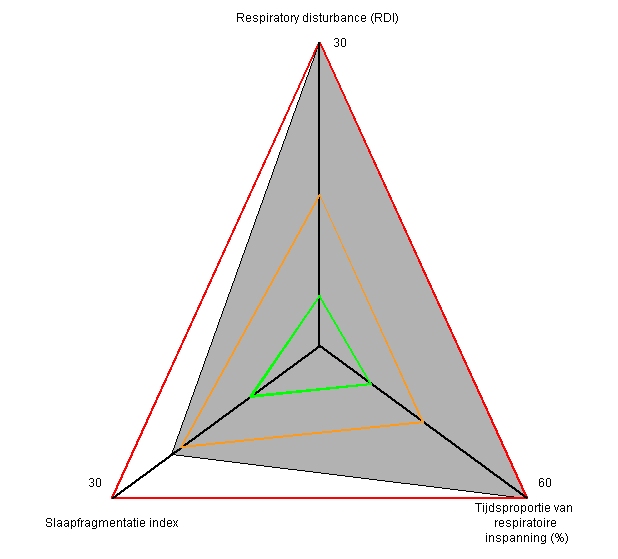 Respiratory disturbance (RDI)
30
30
60
Slaapfragmentatie index
Tijdsproportie van
respiratoire
inspanning (%)